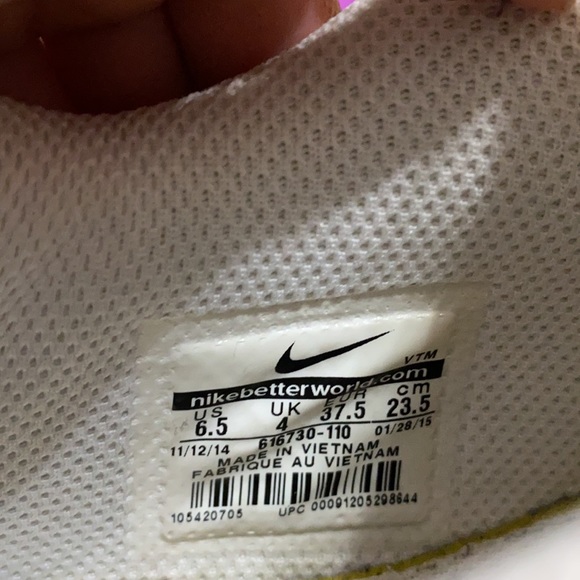 VTM
nikebetterworld.com
US UK EUR cm
6.5 4 37.5 23.5
11/12/14 616730-110 01/28/15
MADE IN VIETNAM
FABRIQUE AU VIETNAM
105420705 UPC 00091205298644